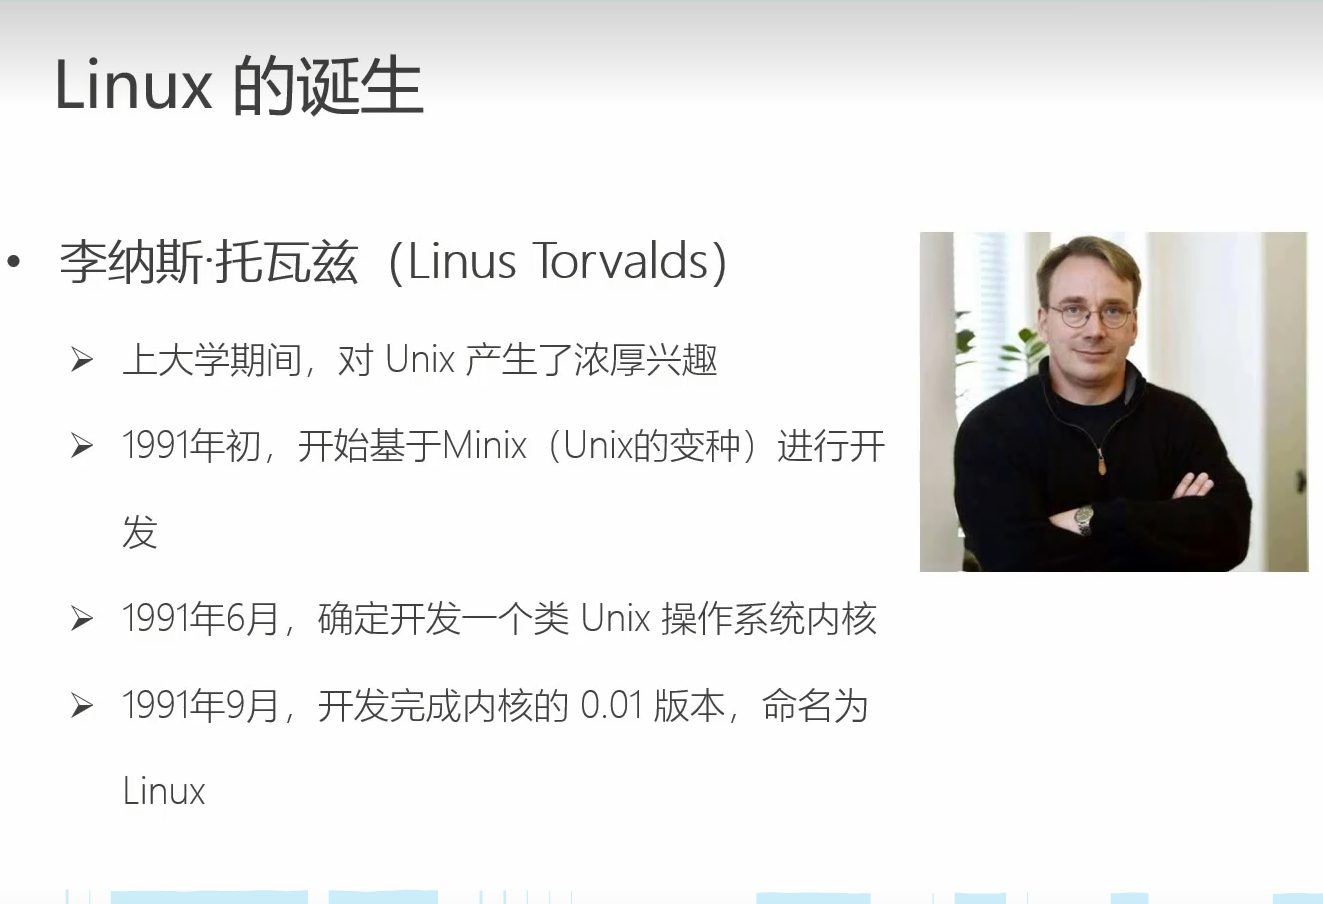 Linux 的诞生
• 李纳斯·托瓦兹（Linus Torvalds）
➢ 上大学期间，对 Unix 产生了浓厚兴趣
➢ 1991年初，开始基于Minix（Unix的变种）进行开
发
➢ 1991年6月，确定开发一个类 Unix 操作系统内核
➢ 1991年9月，开发完成内核的 0.01 版本，命名为
Linux